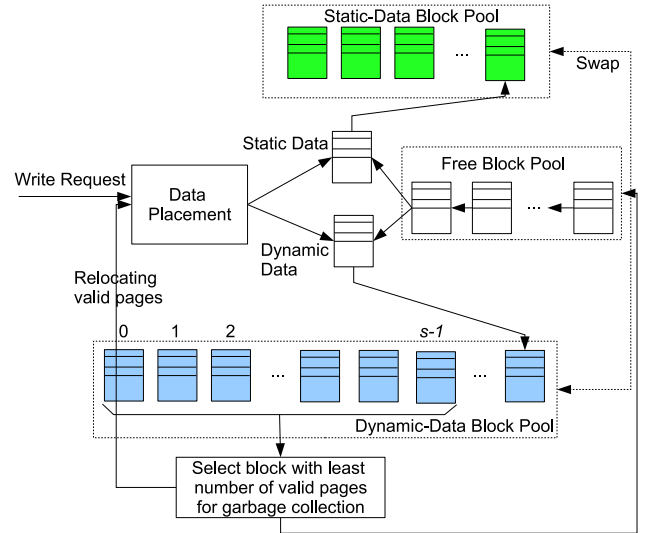 Static-Data Block Pool
...
Swap
Static Data
Free Block Pool
Write Request
Data
Placement
...
Dynamic
Data
Relocating
valid pages
0 1 2 s-1
... ...
Dynamic-Data Block Pool
Select block with least
number of valid pages
for garbage collection